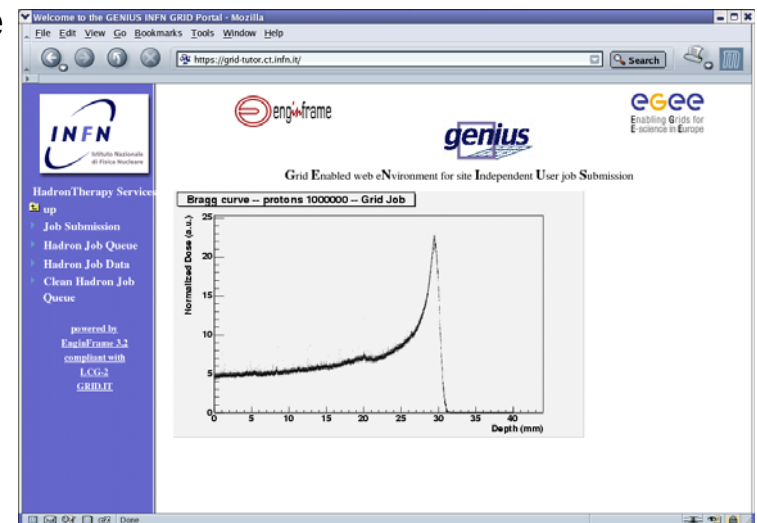 e
Welcome to the GENIUS INFN GRID Portal - Mozilla
File Edit View Go Bookmarks Tools Window Help
https://grid-tutor.ct.infn.it/
Search
INFN
Istituto Nazionale
di Fisica Nucleare
enginframe
genius
eGee
Enabling Grids for
E-science in Europe
Grid Enabled web eNvironment for site Independent User job Submission
HadronTherapy Services
up
Job Submission
Hadron Job Queue
Hadron Job Data
Clean Hadron Job
Queue
powered by
EnginFrame 3.2
compliant with
LCG-2
GRID.IT
Bragg curve -- protons 1000000 -- Grid Job
Normalized Dose (a.u.)
25
20
15
10
5
0
0 5 10 15 20 25 30 35 40
Depth (mm)
Done